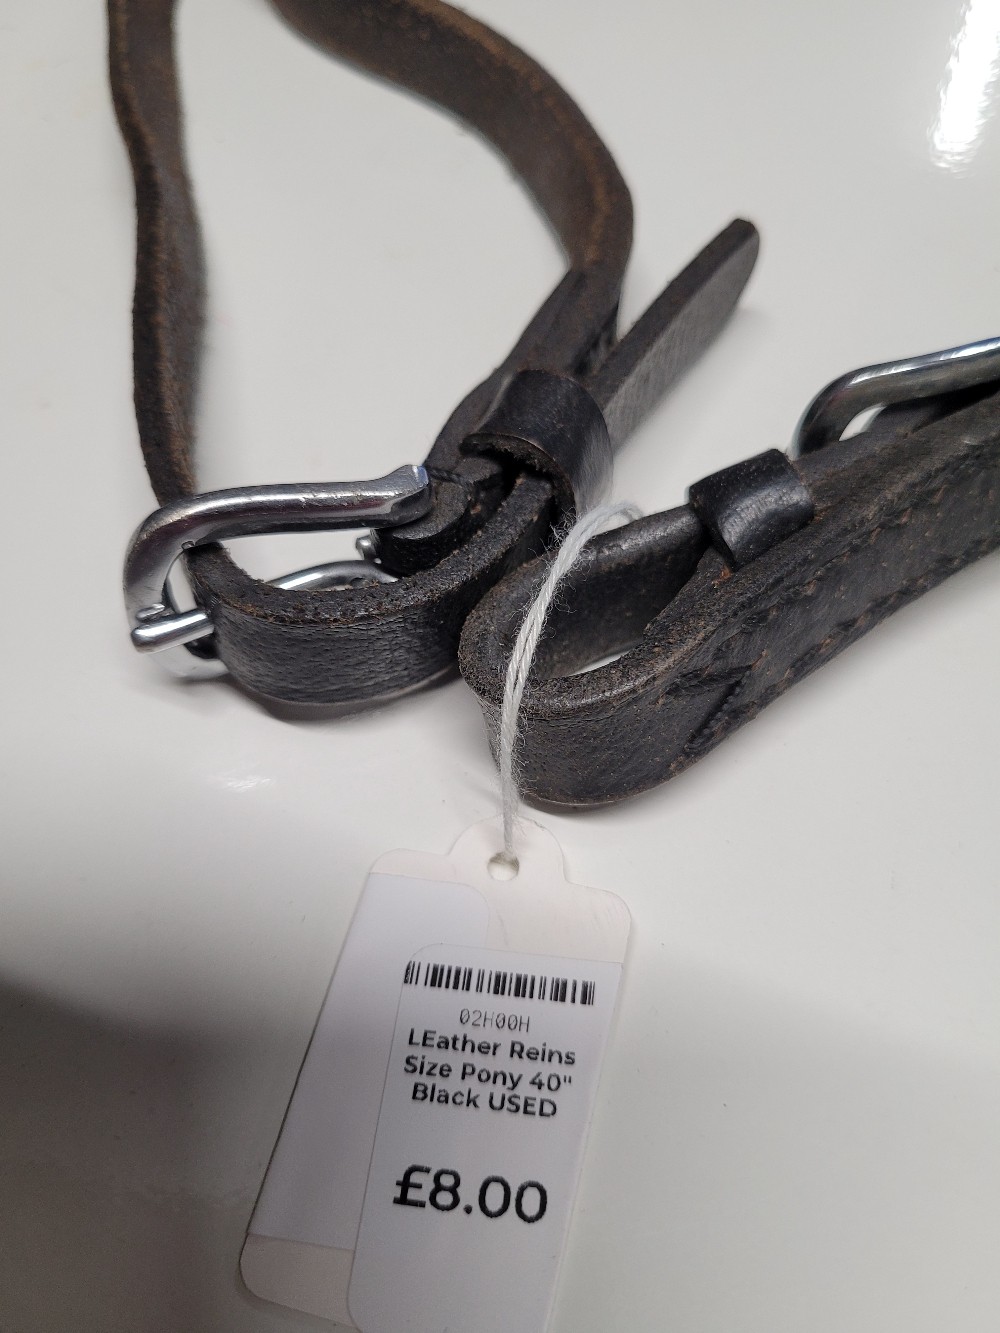 02H00H
LEather Reins
Size Pony 40"
Black USED
£8.00